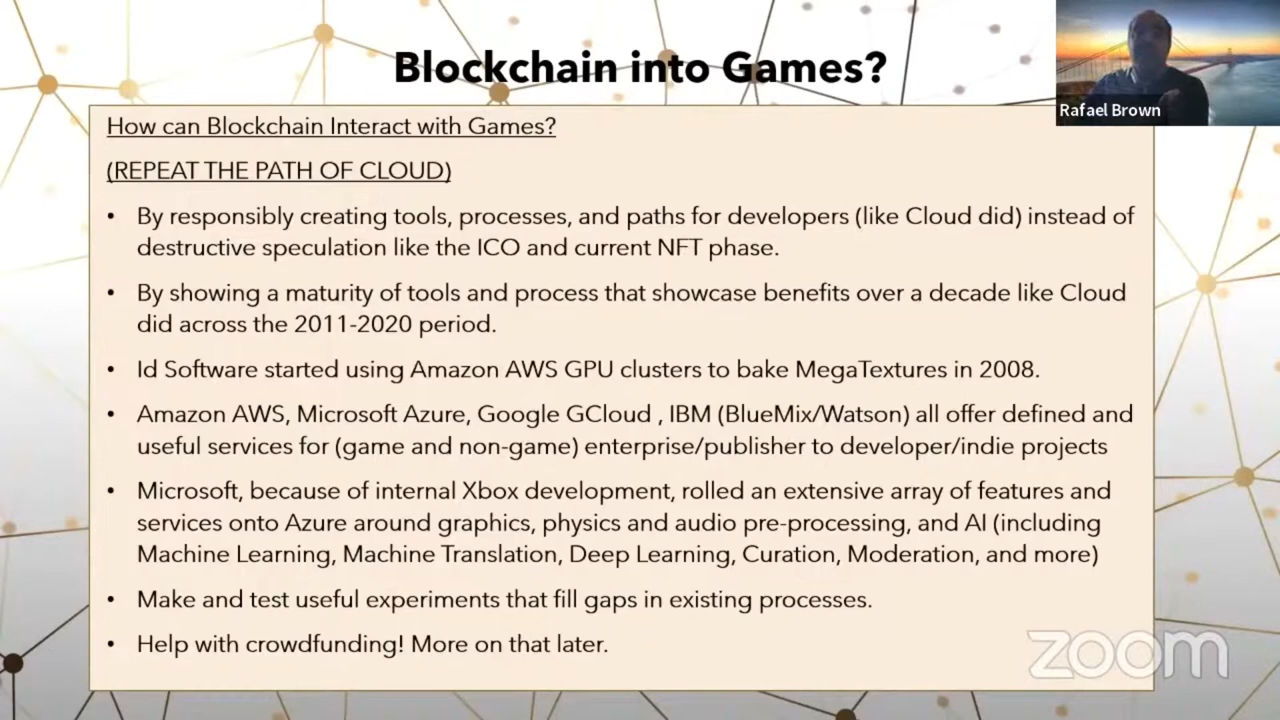 Blockchain into Games?
Rafael Brown
How can Blockchain Interact with Games?
(REPEAT THE PATH OF CLOUD)
• By responsibly creating tools, processes, and paths for developers (like Cloud did) instead of
destructive speculation like the ICO and current NFT phase.
• By showing a maturity of tools and process that showcase benefits over a decade like Cloud
did across the 2011-2020 period.
• Id Software started using Amazon AWS GPU clusters to bake MegaTextures in 2008.
• Amazon AWS, Microsoft Azure, Google GCloud , IBM (BlueMix/Watson) all offer defined and
useful services for (game and non-game) enterprise/publisher to developer/indie projects
• Microsoft, because of internal Xbox development, rolled an extensive array of features and
services onto Azure around graphics, physics and audio pre-processing, and AI (including
Machine Learning, Machine Translation, Deep Learning, Curation, Moderation, and more)
• Make and test useful experiments that fill gaps in existing processes.
• Help with crowdfunding! More on that later.
zoom